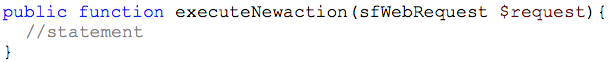 public function executeNewaction(sfWebRequest $request){
  //statement
}